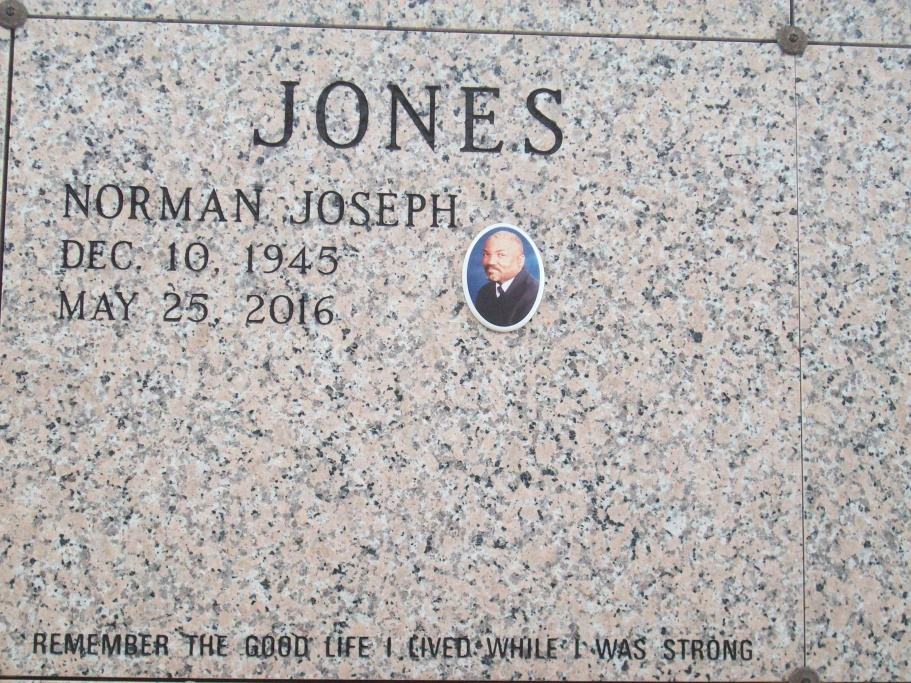 JONES
NORMAN JOSEPH
DEC. 10, 1945
MAY 25, 2016
REMEMBER THE GOOD LIFE I LIVED WHILE I WAS STRONG